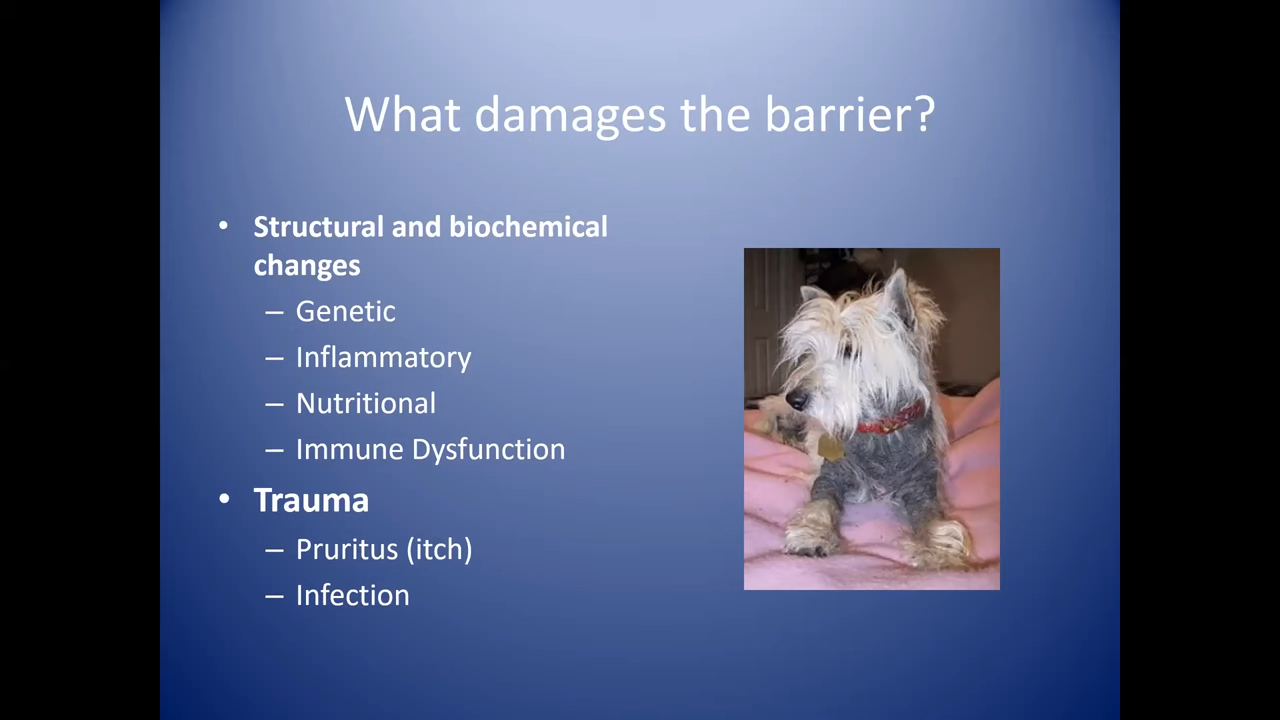 What damages the barrier?
• Structural and biochemical
changes
– Genetic
– Inflammatory
– Nutritional
– Immune Dysfunction
• Trauma
– Pruritus (itch)
– Infection